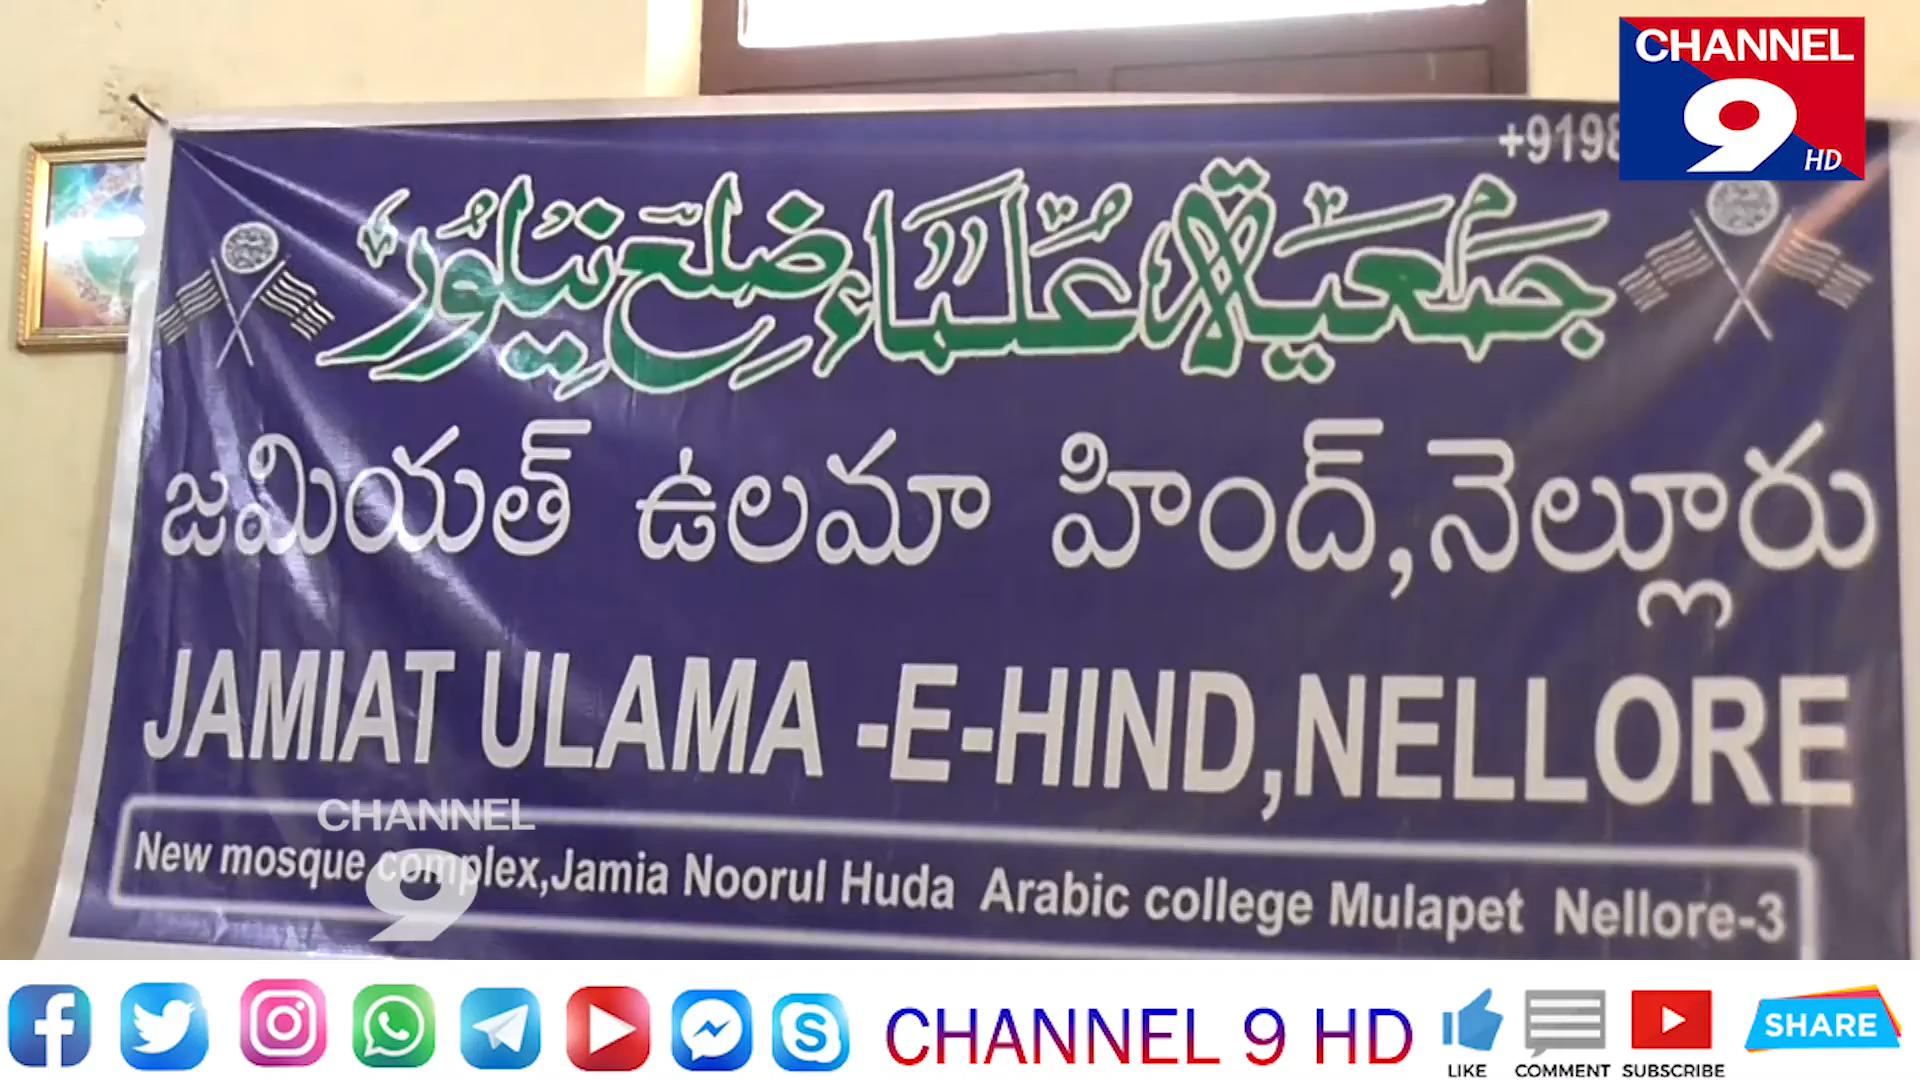 CHANNEL
9
HD
+9198
جمعیۃ علماء ضلع نیلور
జమియత్ ఉలమా హింద్,నెల్లూరు
JAMIAT ULAMA -E-HIND,NELLORE
CHANNEL
9
New mosque complex,Jamia Noorul Huda Arabic college Mulapet Nellore-3
CHANNEL 9 HD
LIKE
COMMENT
SUBSCRIBE
SHARE